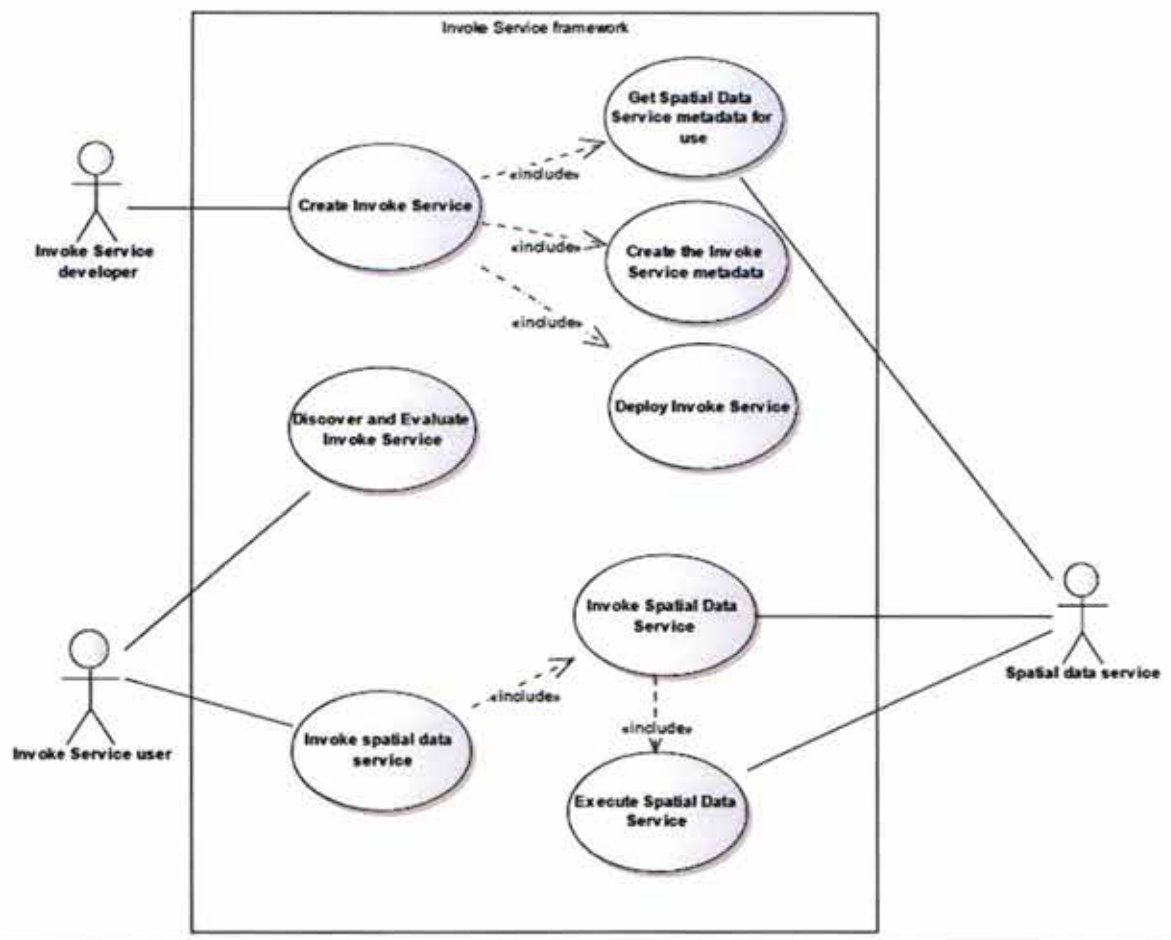 Invoke Service framework
Get Spatial Data
Service metadata for
use
«include»
Create Invoke Service
Invoke Service
developer
«include»
Create the Invoke
Service metadata
«include»
Deploy Invoke Service
Discover and Evaluate
Invoke Service
Invoke Spatial Data
Service
Spatial data service
«include»
Invoke Service user
Invoke spatial data
service
«include»
Execute Spatial Data
Service